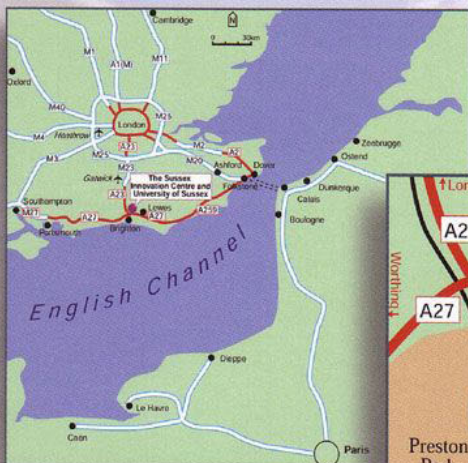 Cambridge
N
0 30km
M1
A1(M)
M11
Oxford
M40
M25
London
Heathrow
M4
A23
M2
A2
M25
M20
M3
M23
Gatwick
Ashford
Dover
Folkstone
Zeebrugge
Ostend
Dunkerque
Calais
Boulogne
The Sussex
Innovation Centre and
University of Sussex
Southampton
M27
A27
Portsmouth
A23
Lewes
A27
A259
Brighton
English Channel
Dieppe
Le Havre
Caen
Paris
Worthing
A27
Preston